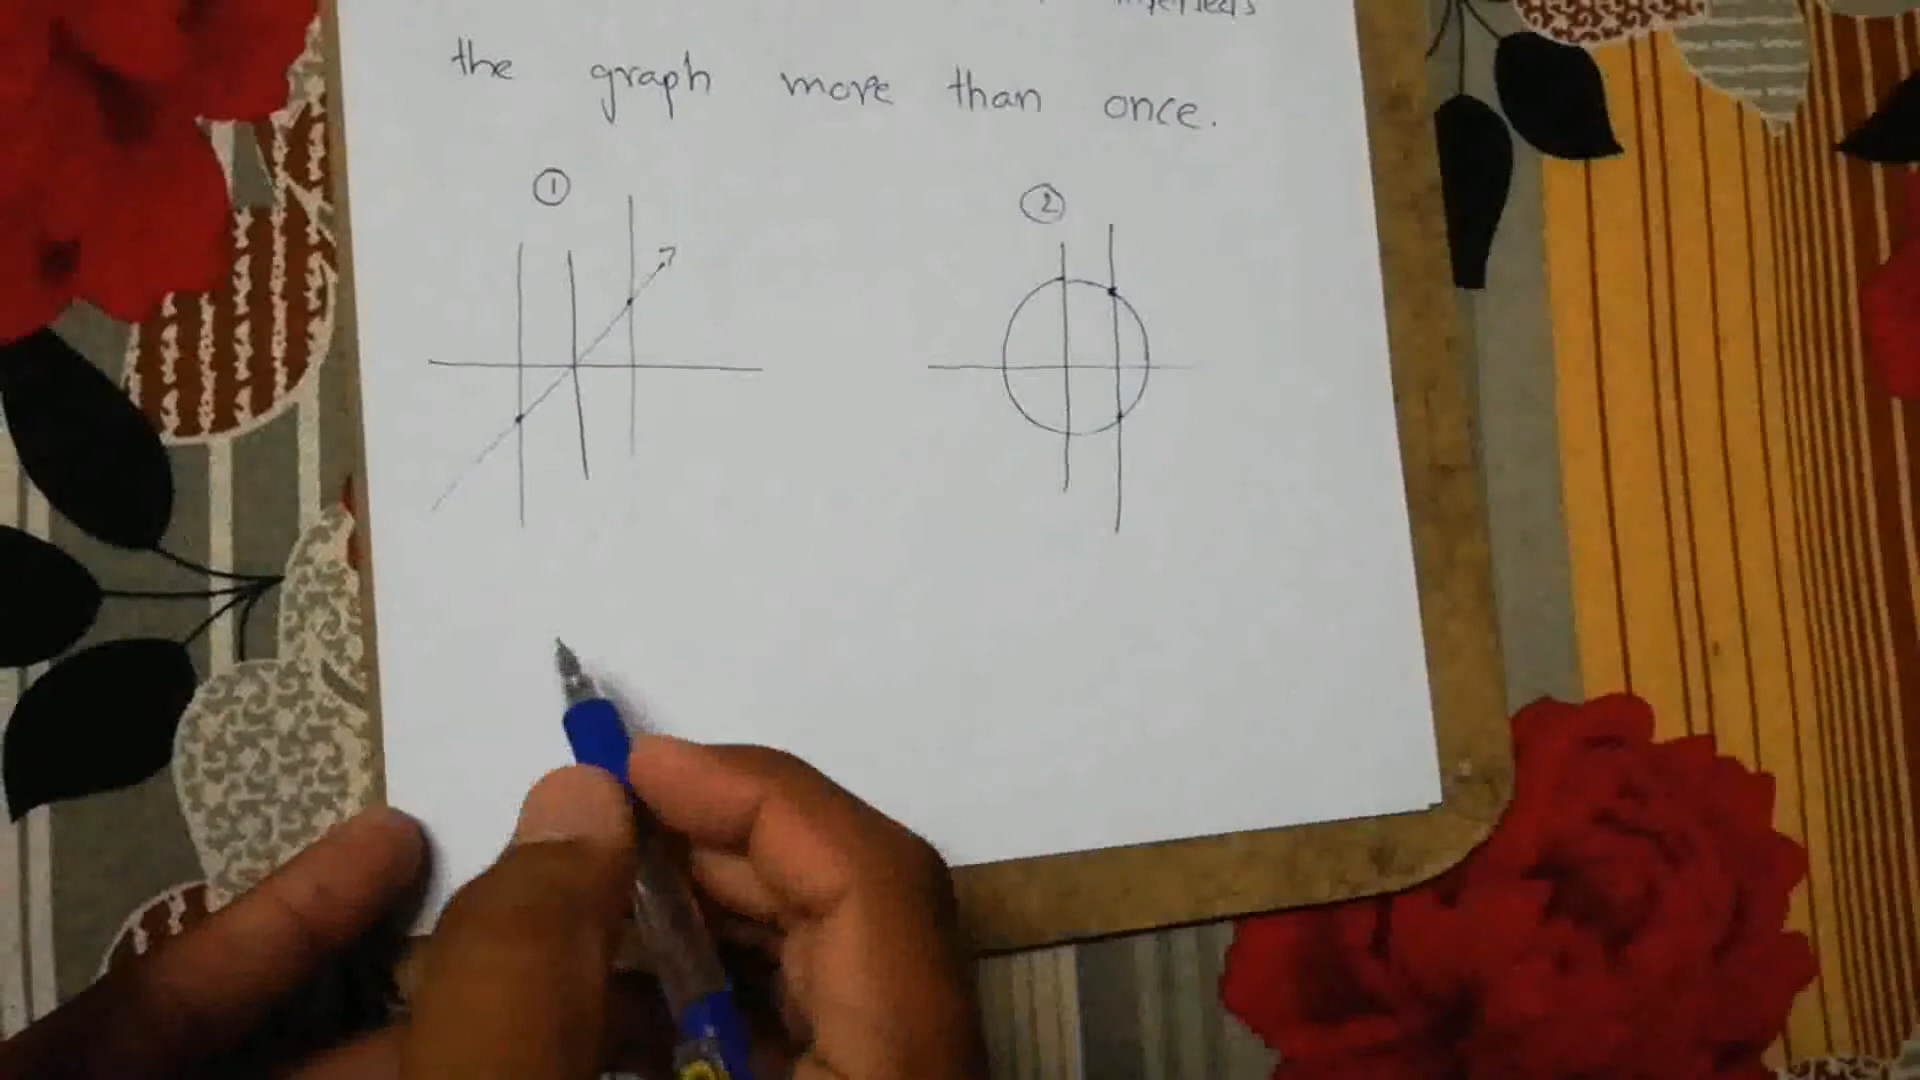 the graph more than once.
① ②